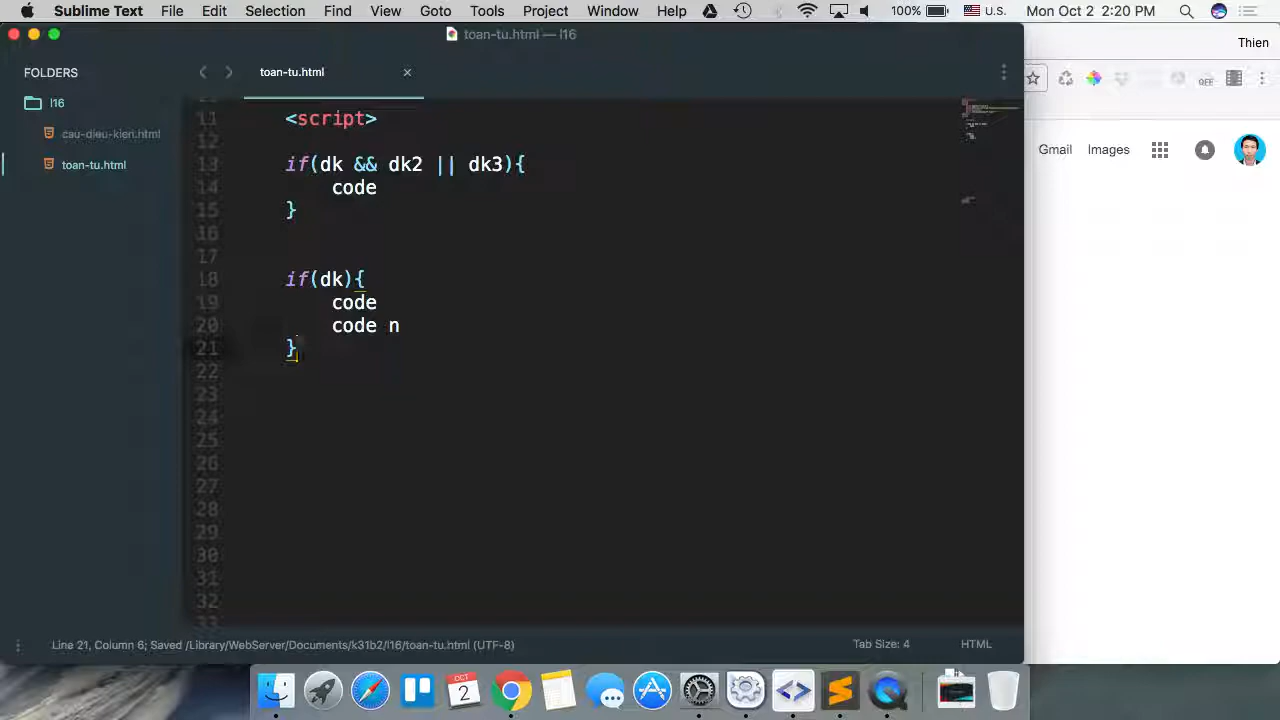 Sublime Text File Edit Selection Find View Goto Tools Project Window Help 100% U.S. Mon Oct 2 2:20 PM
toan-tu.html — l16
Thien
FOLDERS
toan-tu.html
l16
cau-dieu-kien.html
toan-tu.html
OFF
Gmail Images
11 <script>
12
13 if(dk && dk2 || dk3){
14 code
15 }
16
17
18 if(dk){
19 code
20 code n
21 }
22
23
24
25
26
27
28
29
30
31
32
33
Line 21, Column 6; Saved /Library/WebServer/Documents/k31b2/l16/toan-tu.html (UTF-8)
Tab Size: 4
HTML
OCT
2